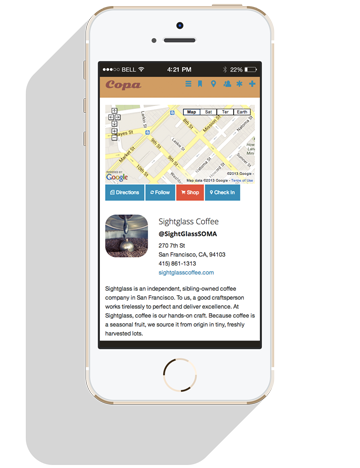 BELL 4:21 PM 22%
Copa
Map Sat Ter Earth
Mission St
Market St
©2013 Google
Map data ©2013 Google - Terms of Use
Google
Directions Follow Shop Check In
Sightglass Coffee
@SightGlassSOMA
270 7th St
San Francisco, CA, 94103
415) 861-1313
sightglasscoffee.com
Sightglass is an independent, sibling-owned coffee
company in San Francisco. To us, a good craftsperson
works tirelessly to perfect and deliver excellence. At
Sightglass, coffee is our hands-on craft. Because coffee is
a seasonal fruit, we source it from origin in tiny, freshly
harvested lots.